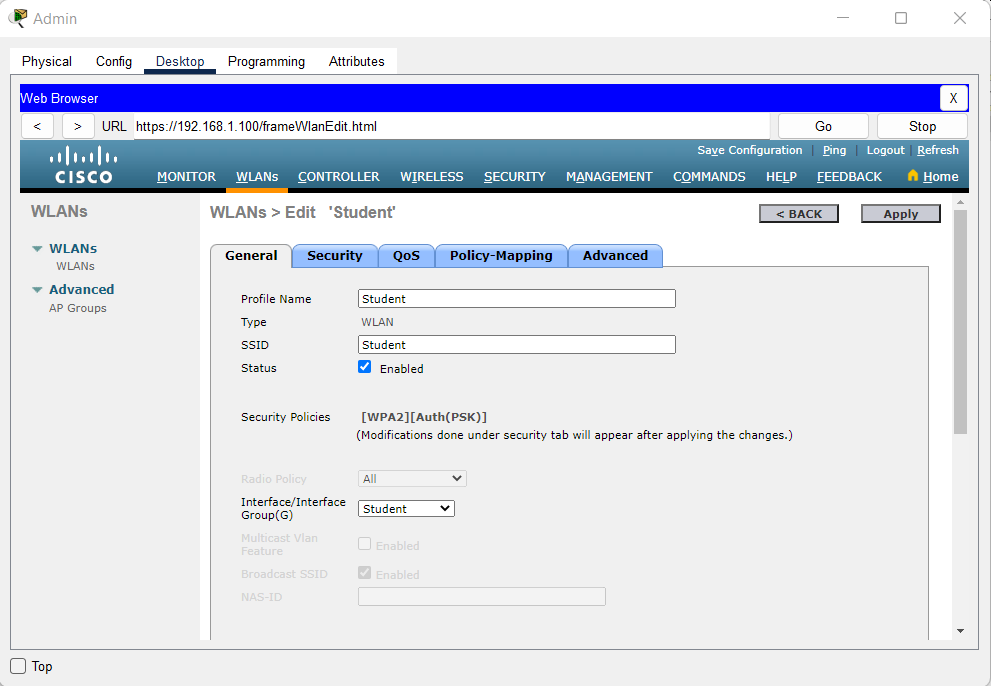 Admin
Physical Config Desktop Programming Attributes
Web Browser X
< > URL https://192.168.1.100/frameWlanEdit.html Go Stop
Save Configuration | Ping | Logout | Refresh
CISCO MONITOR WLANs CONTROLLER WIRELESS SECURITY MANAGEMENT COMMANDS HELP FEEDBACK Home
WLANs WLANs > Edit 'Student' < BACK Apply
WLANs
WLANs
Advanced
AP Groups
General Security QoS Policy-Mapping Advanced
Profile Name Student
Type WLAN
SSID Student
Status Enabled
Security Policies [WPA2][Auth(PSK)]
(Modifications done under security tab will appear after applying the changes.)
Radio Policy All
Interface/Interface
Group(G) Student
Multicast Vlan
Feature Enabled
Broadcast SSID Enabled
NAS-ID
Top